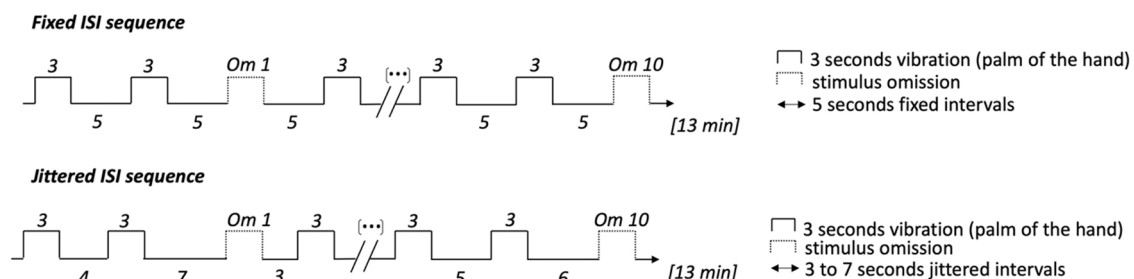 Fixed ISI sequence
3 3 Om 1 3 (...) 3 3 Om 10
5 5 5 5 5 [13 min]
3 seconds vibration (palm of the hand)
stimulus omission
5 seconds fixed intervals
Jittered ISI sequence
3 3 Om 1 3 (...) 3 3 Om 10
4 7 3 5 6 [13 min]
3 seconds vibration (palm of the hand)
stimulus omission
3 to 7 seconds jittered intervals